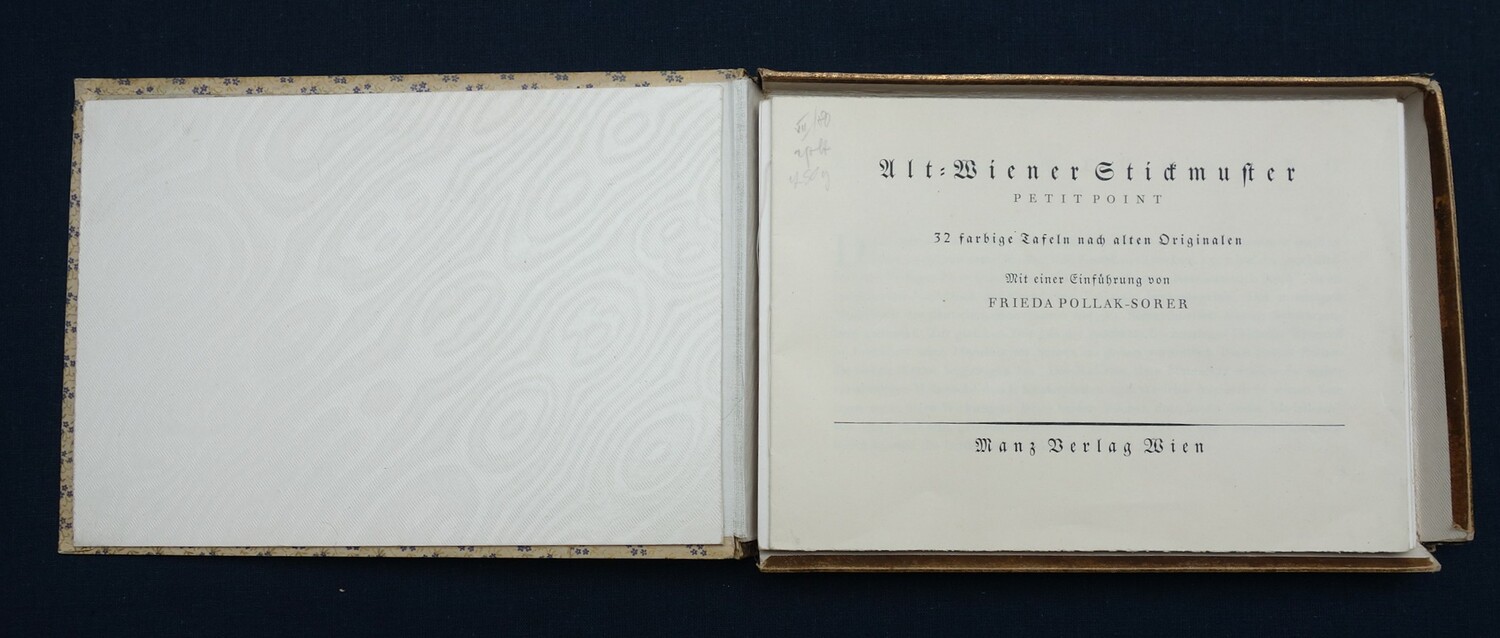 Alt-Wiener Stickmuster
PETIT POINT
32 farbige Tafeln nach alten Originalen
Mit einer Einführung von
FRIEDA POLLAK-SORER
Manz Verlag Wien